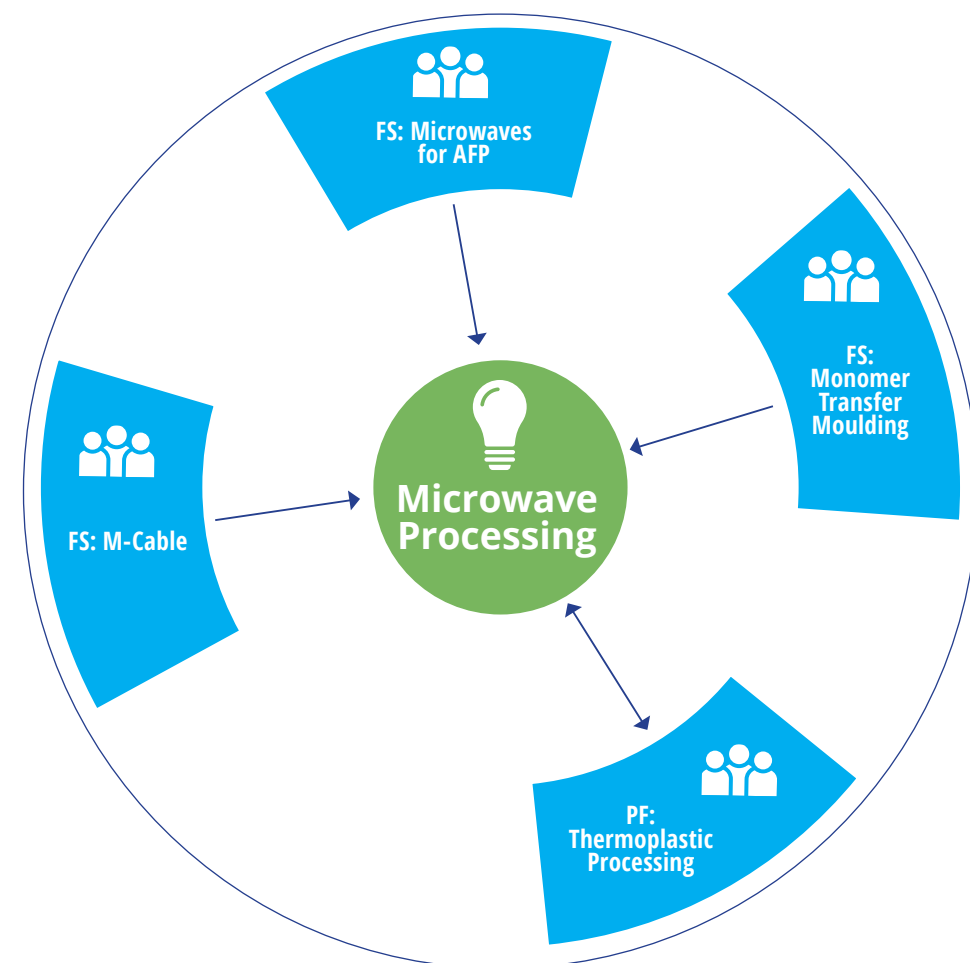 FS: Microwaves
for AFP
FS:
Monomer
Transfer
Moulding
Microwave
Processing
FS: M-Cable
PF:
Thermoplastic
Processing